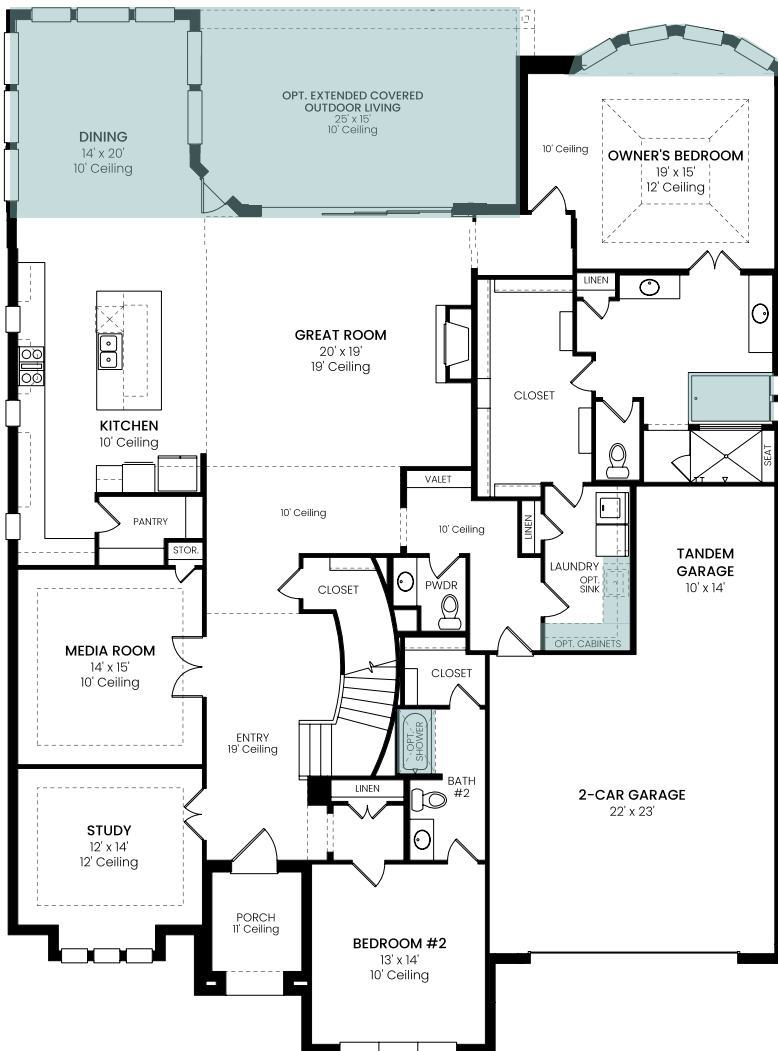 OPT. EXTENDED COVERED
OUTDOOR LIVING
25' x 15'
10' Ceiling
DINING
14' x 20'
10' Ceiling
10' Ceiling
OWNER'S BEDROOM
19' x 15'
12' Ceiling
LINEN
GREAT ROOM
20' x 19'
19' Ceiling
CLOSET
KITCHEN
10' Ceiling
SEAT
VALET
PANTRY
10' Ceiling
10' Ceiling
LINEN
STOR.
TANDEM
GARAGE
10' x 14'
LAUNDRY
OPT.
SINK
CLOSET
PWDR
OPT. CABINETS
MEDIA ROOM
14' x 15'
10' Ceiling
CLOSET
ENTRY
19' Ceiling
OPT.
SHOWER
BATH
#2
LINEN
2-CAR GARAGE
22' x 23'
STUDY
12' x 14'
12' Ceiling
PORCH
11' Ceiling
BEDROOM #2
13' x 14'
10' Ceiling